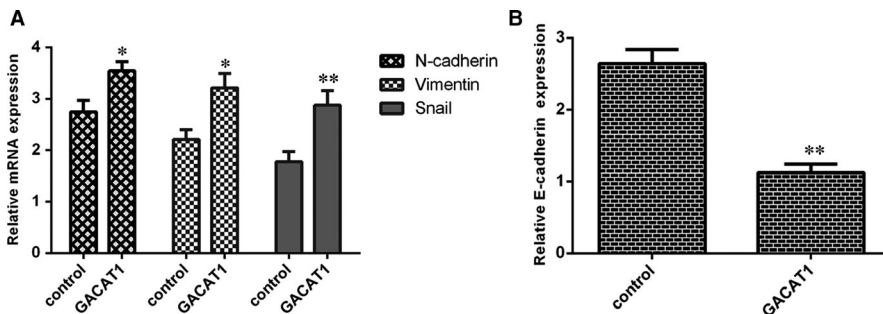 A
Relative mRNA expression
4
3
2
1
0
*
*
**
control
GACAT1
control
GACAT1
control
GACAT1
N-cadherin
Vimentin
Snail
B
Relative E-cadherin expression
3
2
1
0
**
control
GACAT1